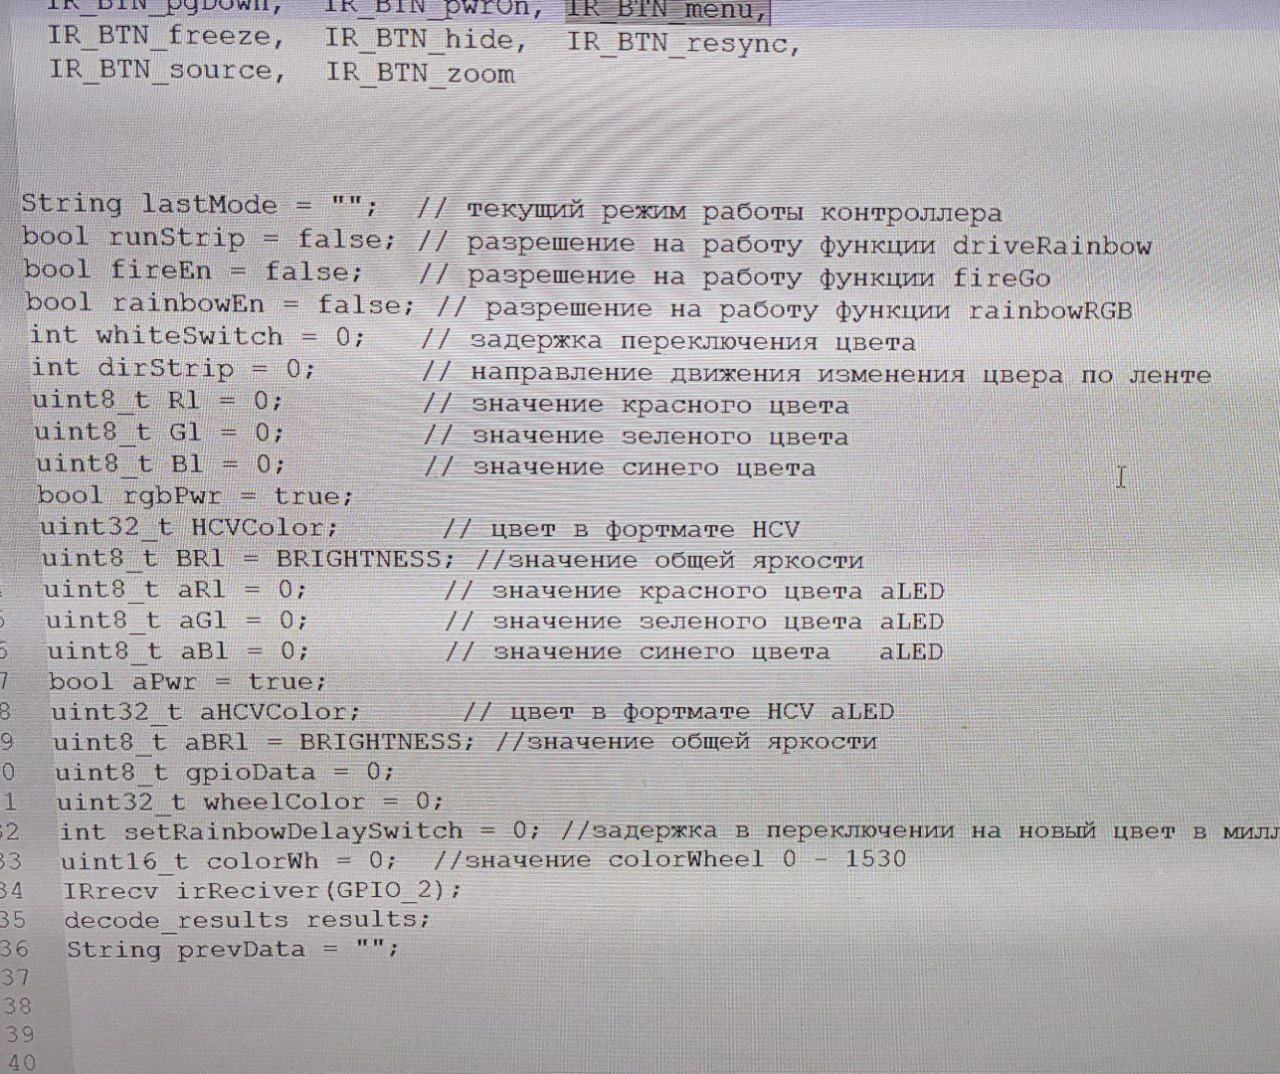 IR_BTN_pgDown, IR_BTN_pwrOn, IR_BTN_menu,
IR_BTN_freeze, IR_BTN_hide, IR_BTN_resync,
IR_BTN_source, IR_BTN_zoom
String lastMode = ""; // текущий режим работы контроллера
bool runStrip = false; // разрешение на работу функции driveRainbow
bool fireEn = false; // разрешение на работу функции fireGo
bool rainbowEn = false; // разрешение на работу функции rainbowRGB
int whiteSwitch = 0; // задержка переключения цвета
int dirStrip = 0; // направление движения изменения цвера по ленте
uint8_t Rl = 0; // значение красного цвета
uint8_t Gl = 0; // значение зеленого цвета
uint8_t Bl = 0; // значение синего цвета
bool rgbPwr = true;
uint32_t HCVColor; // цвет в фортмате HCV
uint8_t BRl = BRIGHTNESS; //значение общей яркости
uint8_t aRl = 0; // значение красного цвета aLED
uint8_t aGl = 0; // значение зеленого цвета aLED
uint8_t aBl = 0; // значение синего цвета aLED
7 bool aPwr = true;
8 uint32_t aHCVColor; // цвет в фортмате HCV aLED
9 uint8_t aBRl = BRIGHTNESS; //значение общей яркости
0 uint8_t gpioData = 0;
1 uint32_t wheelColor = 0;
32 int setRainbowDelaySwitch = 0; //задержка в переключении на новый цвет в милл
33 uint16_t colorWh = 0; //значение colorWheel 0 - 1530
34 IRrecv irReciver(GPIO_2);
35 decode_results results;
36 String prevData = "";
37
38
39
40